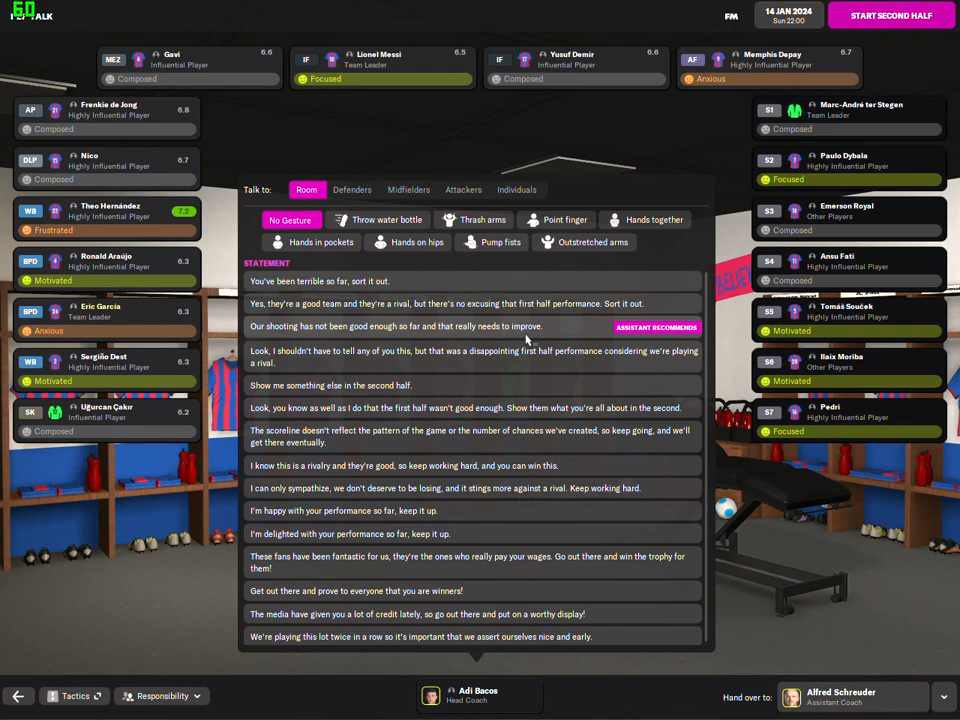 60
TALK
FM
14 JAN 2024
Sun 22:00
START SECOND HALF
MEZ
Gavi
Influential Player
6.6
Composed
IF
Lionel Messi
Team Leader
6.5
Focused
IF
Yusuf Demir
Influential Player
6.6
Composed
AF
Memphis Depay
Highly Influential Player
6.7
Anxious
AP
Frenkie de Jong
Highly Influential Player
6.8
Composed
DLP
Nico
Highly Influential Player
6.7
Composed
WB
Theo Hernández
Highly Influential Player
7.2
Frustrated
BPD
Ronald Araújo
Highly Influential Player
6.3
Motivated
BPD
Eric García
Team Leader
6.3
Anxious
WB
Sergiño Dest
Highly Influential Player
6.3
Motivated
SK
Uğurcan Çakır
Influential Player
6.2
Composed
S1
Marc-André ter Stegen
Team Leader
Composed
S2
Paulo Dybala
Highly Influential Player
Focused
S3
Emerson Royal
Other Players
Composed
S4
Ansu Fati
Highly Influential Player
Composed
S5
Tomáš Souček
Highly Influential Player
Motivated
S6
Ilaix Moriba
Other Players
Motivated
S7
Pedri
Highly Influential Player
Focused
Talk to:
Room
Defenders
Midfielders
Attackers
Individuals
No Gesture
Throw water bottle
Thrash arms
Point finger
Hands together
Hands in pockets
Hands on hips
Pump fists
Outstretched arms
STATEMENT
You've been terrible so far, sort it out.
Yes, they're a good team and they're a rival, but there's no excusing that first half performance. Sort it out.
Our shooting has not been good enough so far and that really needs to improve.
ASSISTANT RECOMMENDS
Look, I shouldn't have to tell any of you this, but that was a disappointing first half performance considering we're playing
a rival.
Show me something else in the second half.
Look, you know as well as I do that the first half wasn't good enough. Show them what you're all about in the second.
The scoreline doesn't reflect the pattern of the game or the number of chances we've created, so keep going, and we'll
get there eventually.
I know this is a rivalry and they're good, so keep working hard, and you can win this.
I can only sympathize, we don't deserve to be losing, and it stings more against a rival. Keep working hard.
I'm happy with your performance so far, keep it up.
I'm delighted with your performance so far, keep it up.
These fans have been fantastic for us, they're the ones who really pay your wages. Go out there and win the trophy for
them!
Get out there and prove to everyone that you are winners!
The media have given you a lot of credit lately, so go out there and put on a worthy display!
We're playing this lot twice in a row so it's important that we assert ourselves nice and early.
Tactics
Responsibility
Adi Bacos
Head Coach
Hand over to:
Alfred Schreuder
Assistant Coach